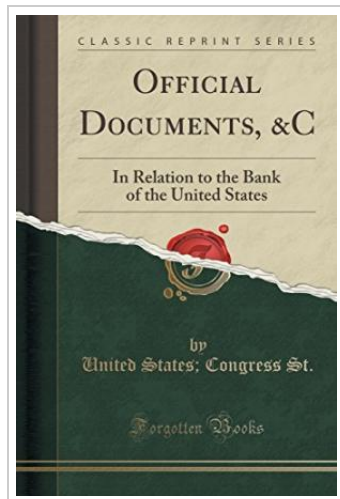 CLASSIC REPRINT SERIES
OFFICIAL
DOCUMENTS, &C
In Relation to the Bank
of the United States
by
United States; Congress St.
Forgotten Books